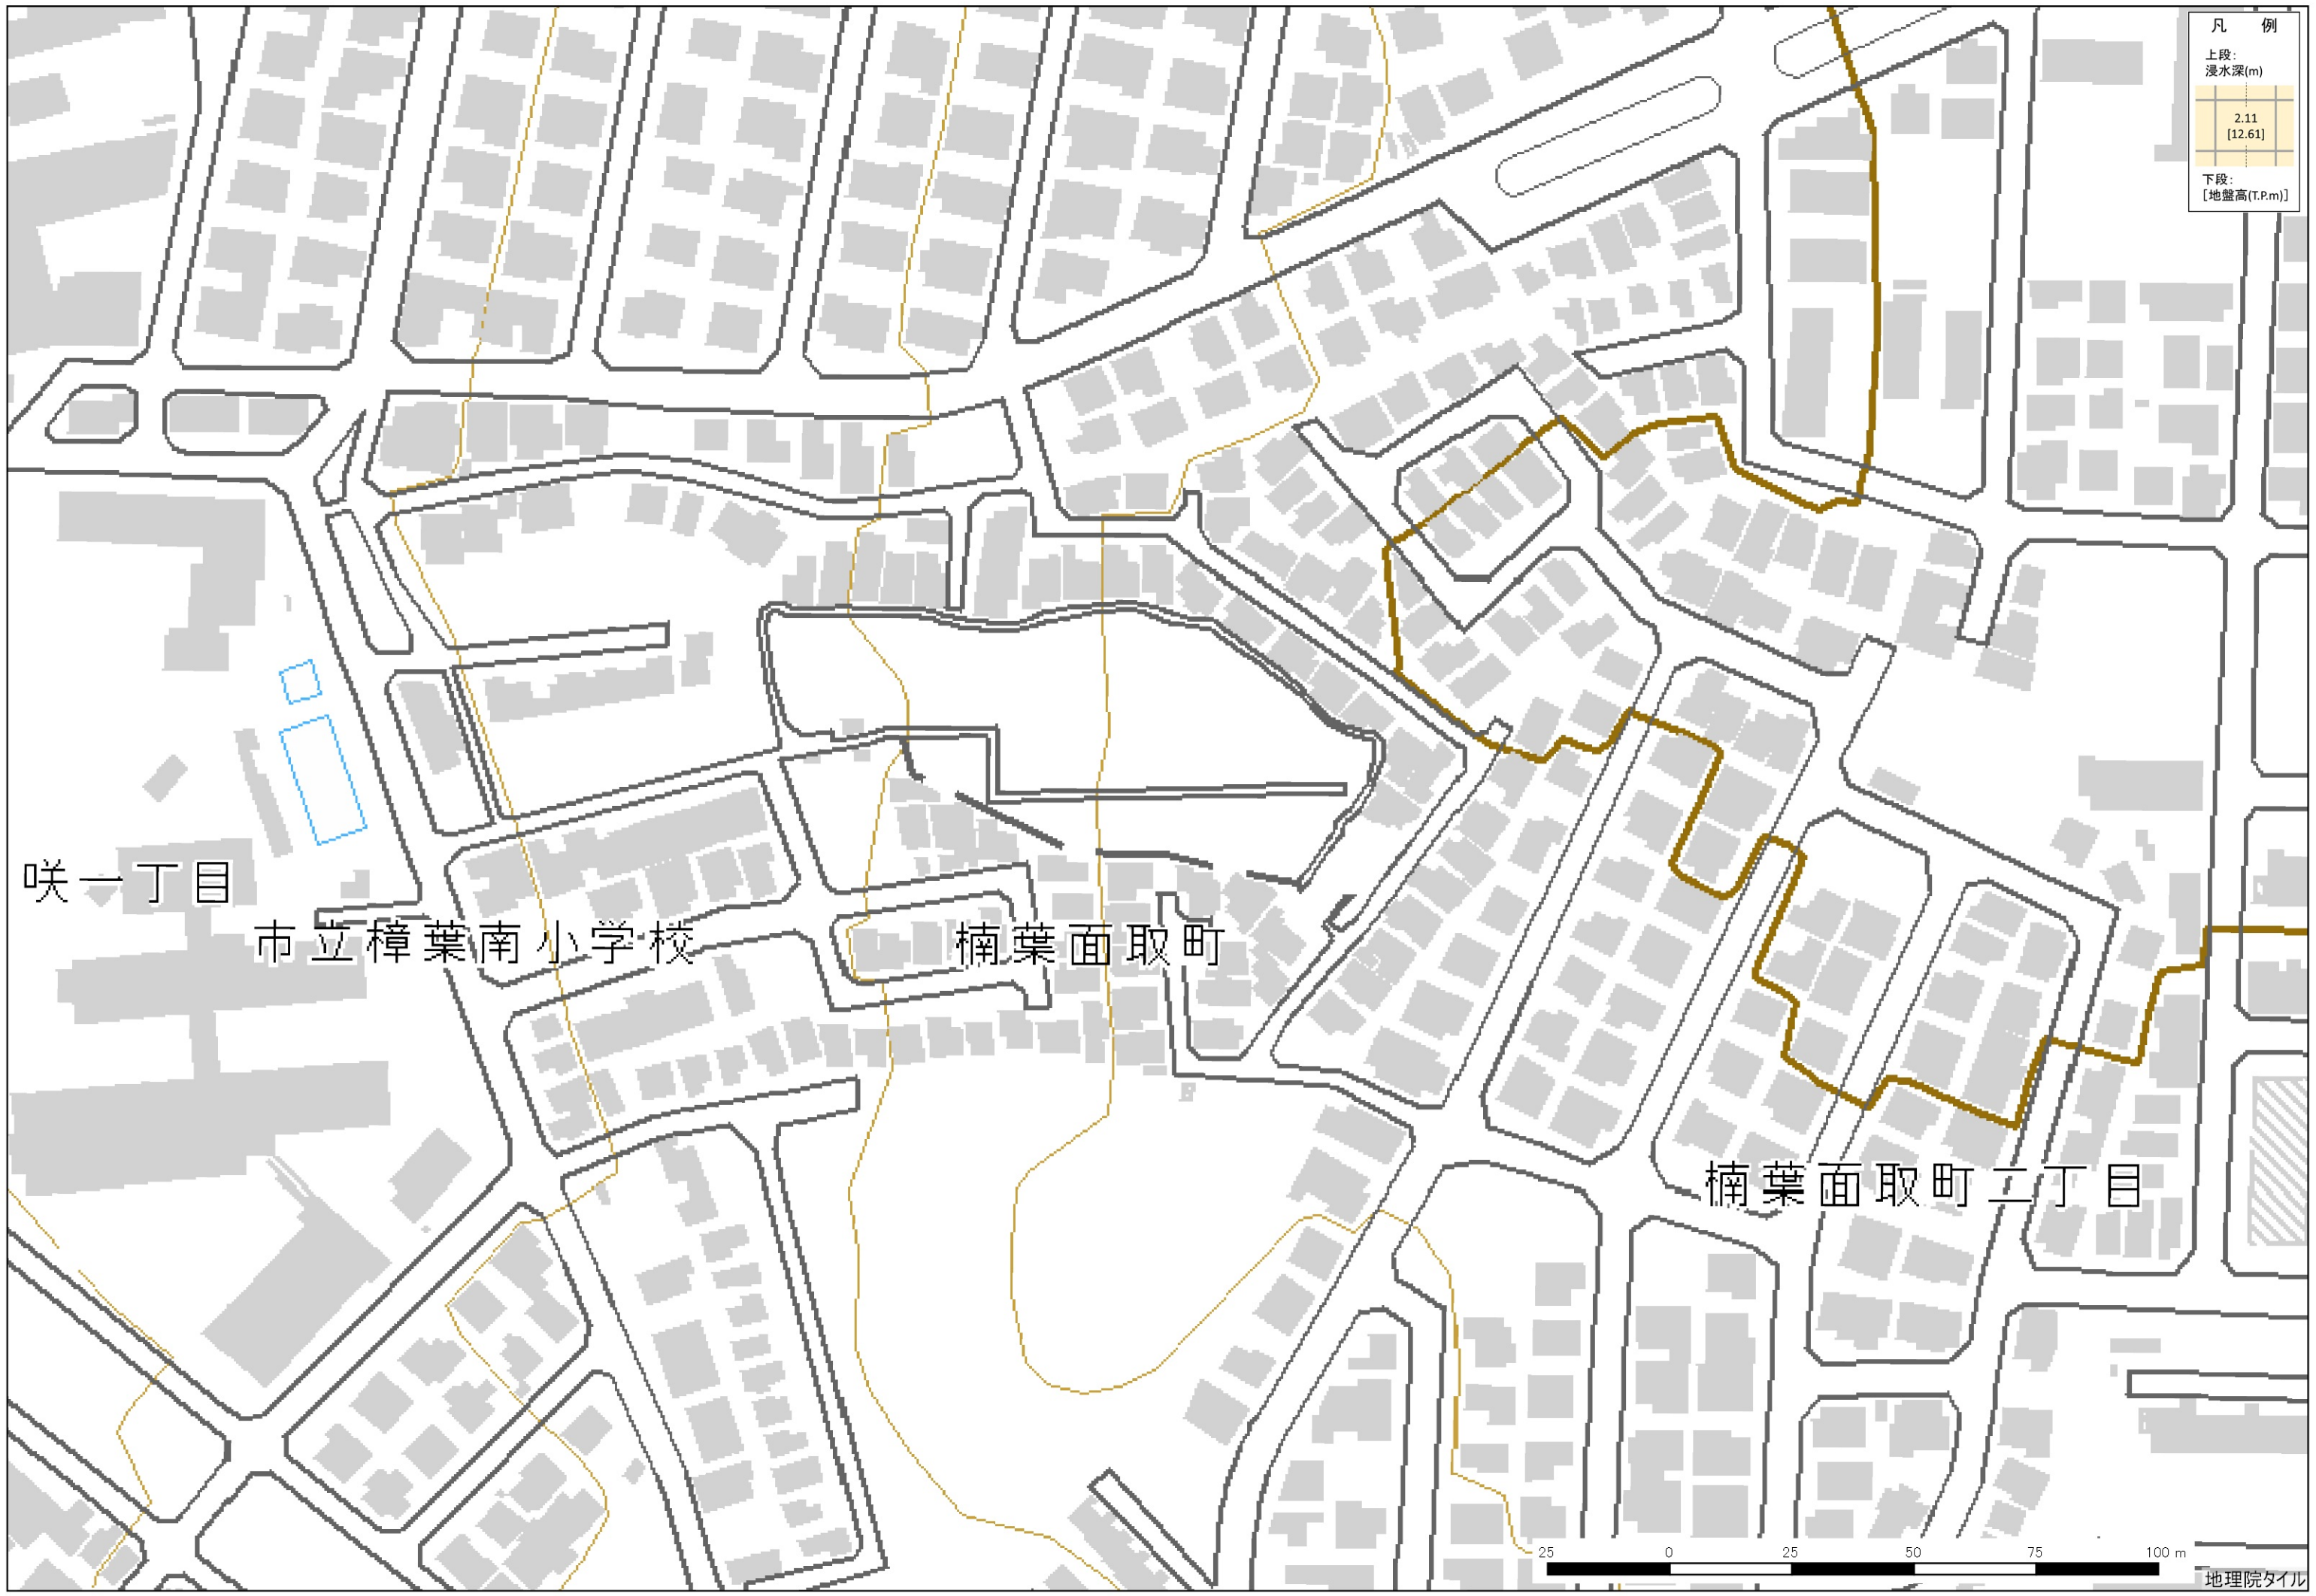 凡 例
上段:
浸水深(m)
2.11
[12.61]
下段:
[地盤高(T.P.m)]
咲一丁目
市立樟葉南小学校
楠葉面取町
楠葉面取町二丁目
25 0 25 50 75 100 m
地理院タイル